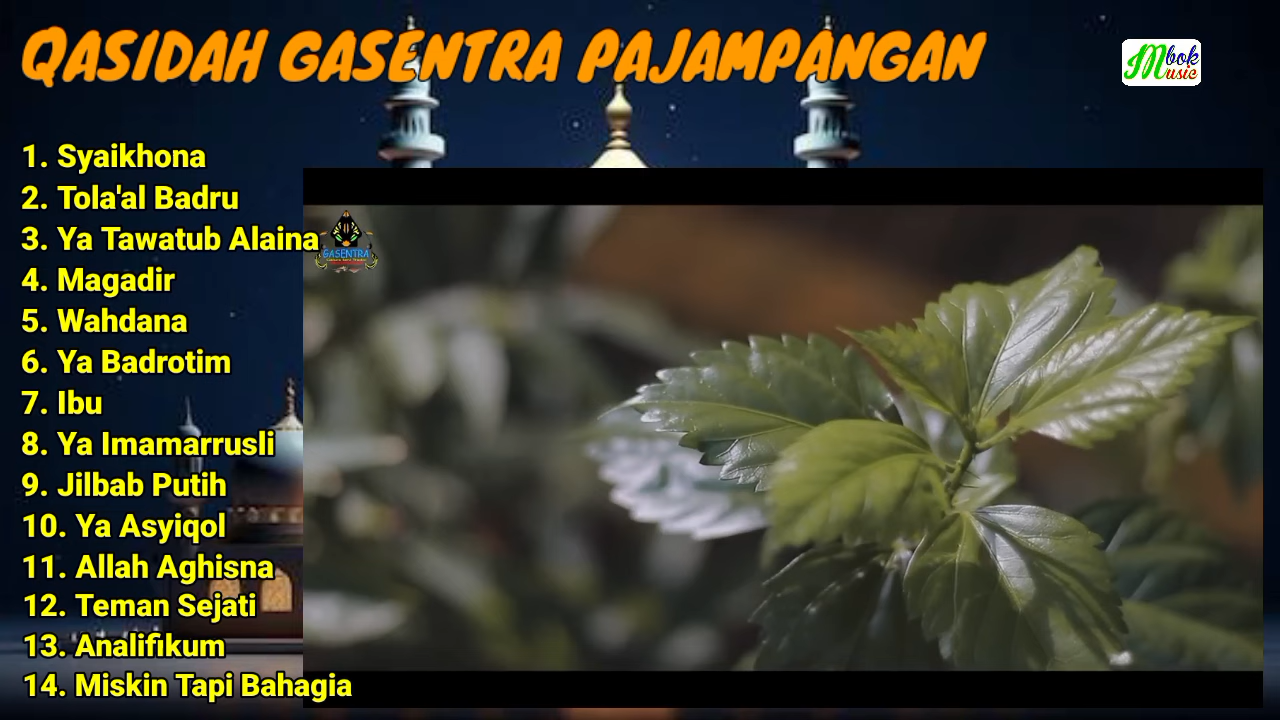 QASIDAH GASENTRA PAJAMPANGAN
Mbok
Music
1. Syaikhona
2. Tola'al Badru
3. Ya Tawatub Alaina
4. Magadir
5. Wahdana
6. Ya Badrotim
7. Ibu
8. Ya Imamarrusli
9. Jilbab Putih
10. Ya Asyiqol
11. Allah Aghisna
12. Teman Sejati
13. Analifikum
14. Miskin Tapi Bahagia
GASENTRA